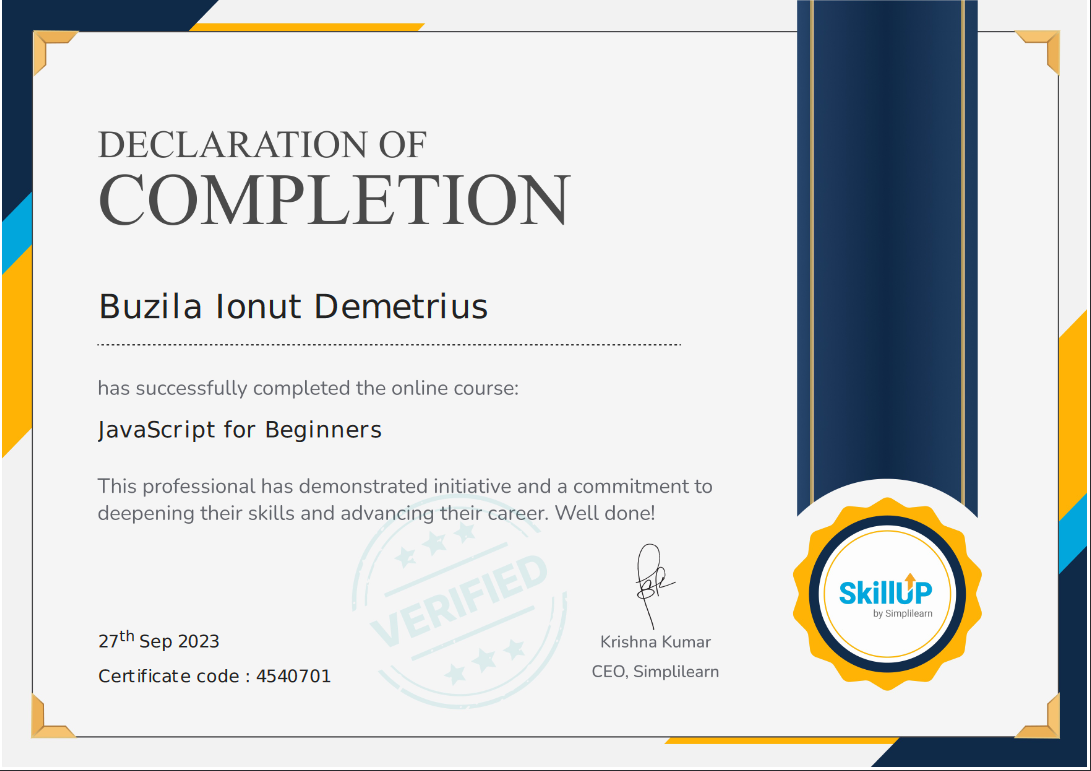 DECLARATION OF
COMPLETION
Buzila Ionut Demetrius
has successfully completed the online course:
JavaScript for Beginners
This professional has demonstrated initiative and a commitment to
deepening their skills and advancing their career. Well done!
VERIFIED
27th Sep 2023
Certificate code : 4540701
Krishna Kumar
CEO, Simplilearn
SkillUP
by Simplilearn